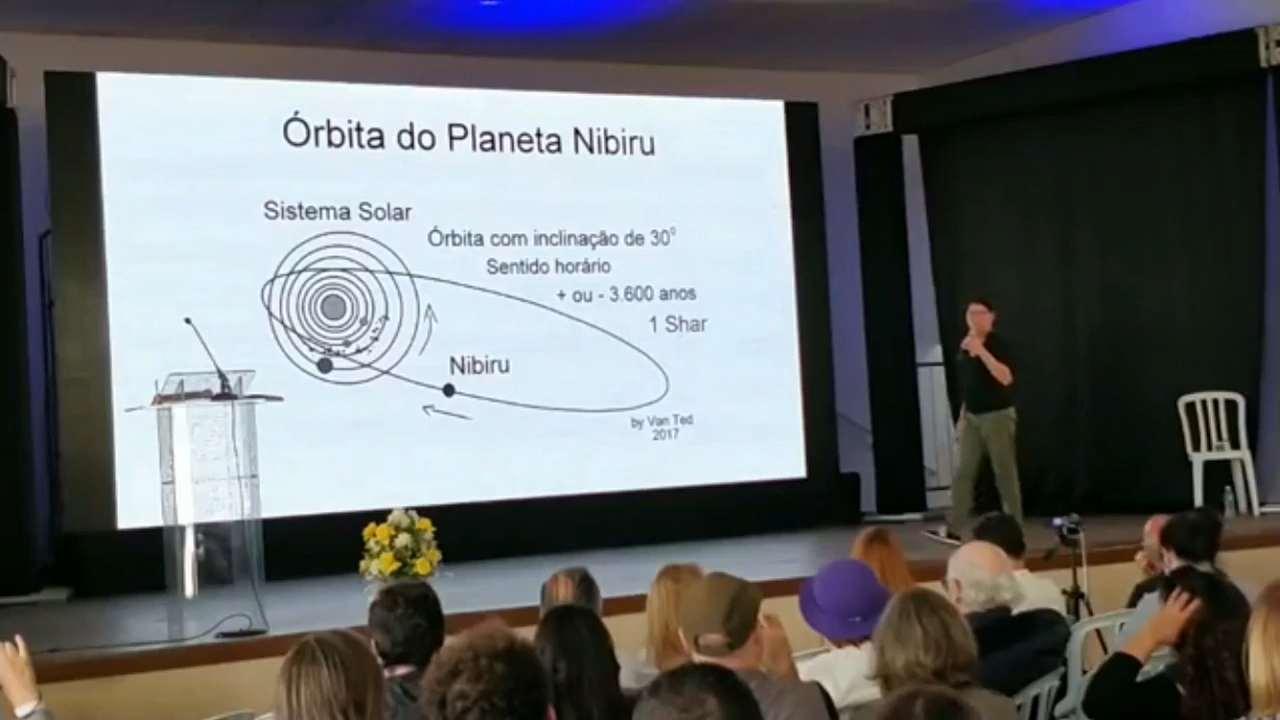 Órbita do Planeta Nibiru
Sistema Solar
Órbita com inclinação de 30°
Sentido horário
+ ou - 3.600 anos
1 Shar
Nibiru
by Van Ted
2017